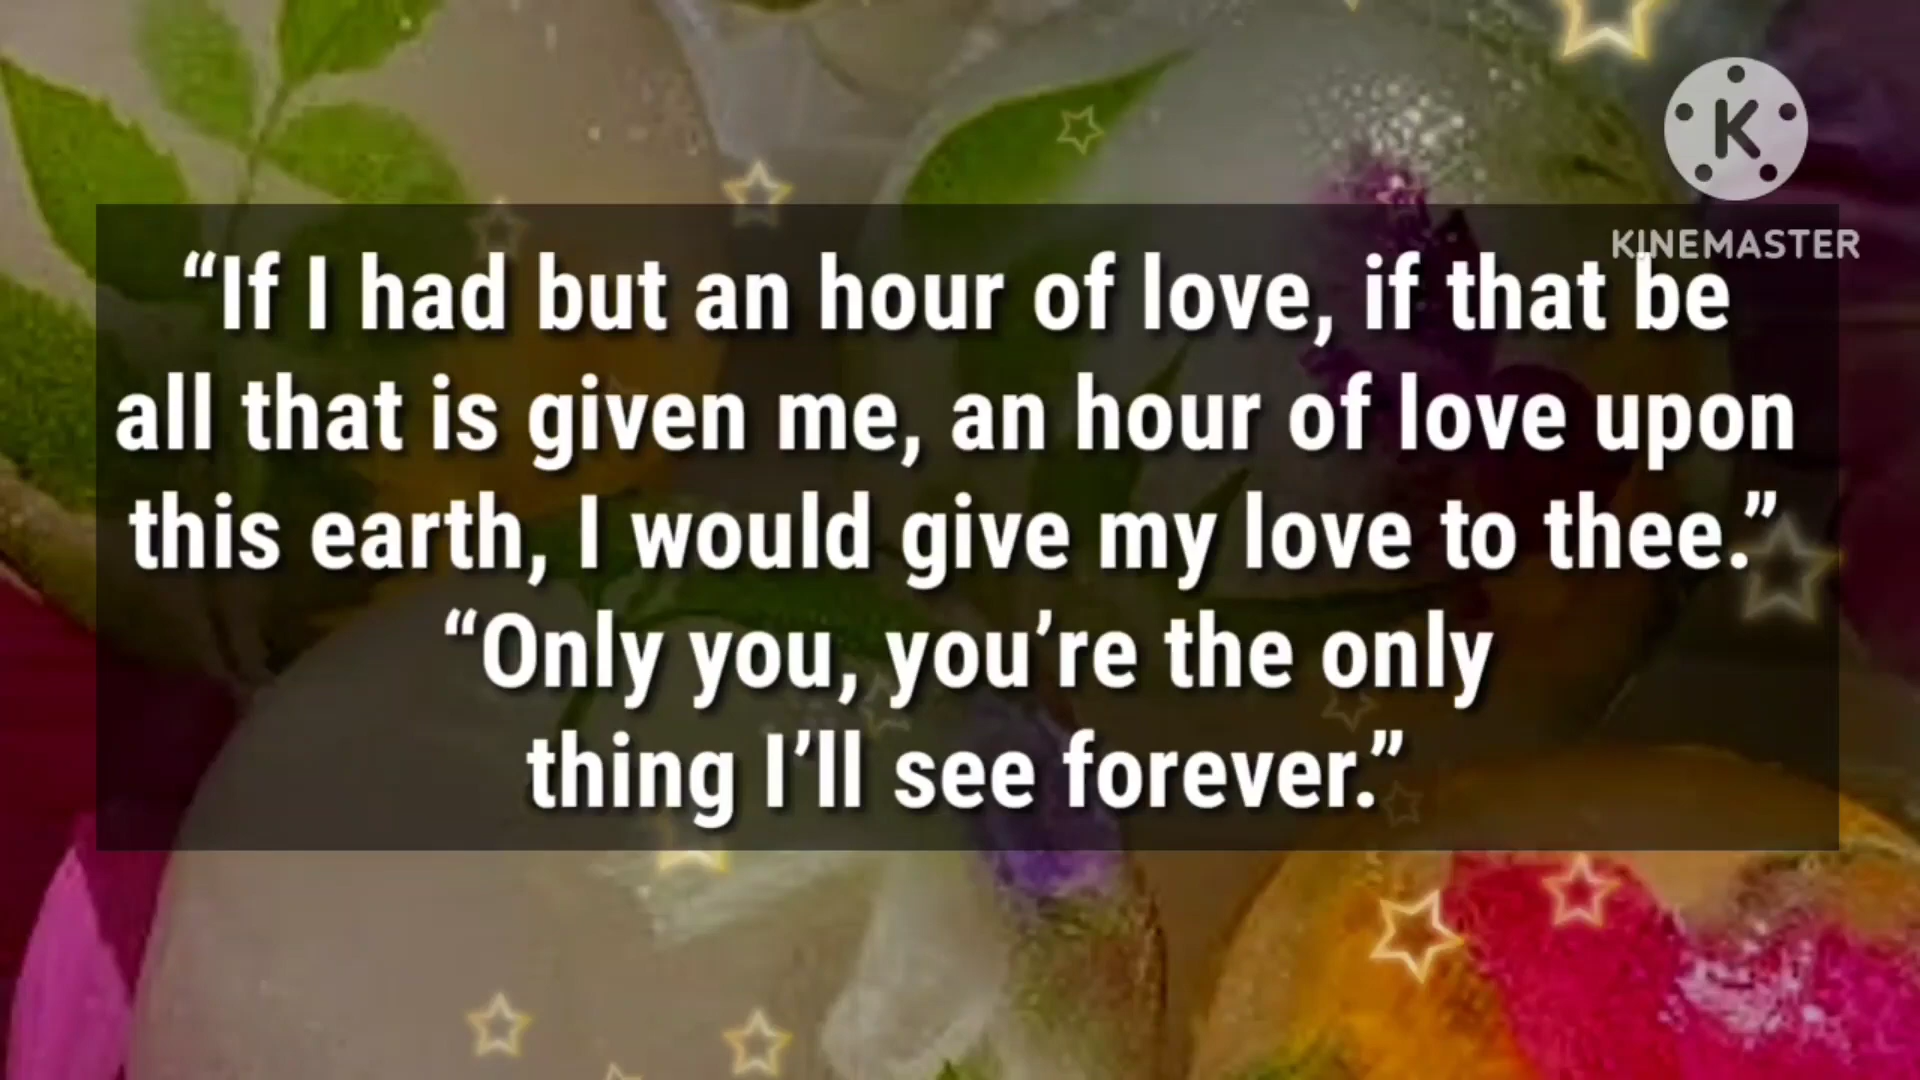 K
KINEMASTER
“If I had but an hour of love, if that be
all that is given me, an hour of love upon
this earth, I would give my love to thee.”
“Only you, you’re the only
thing I’ll see forever.”